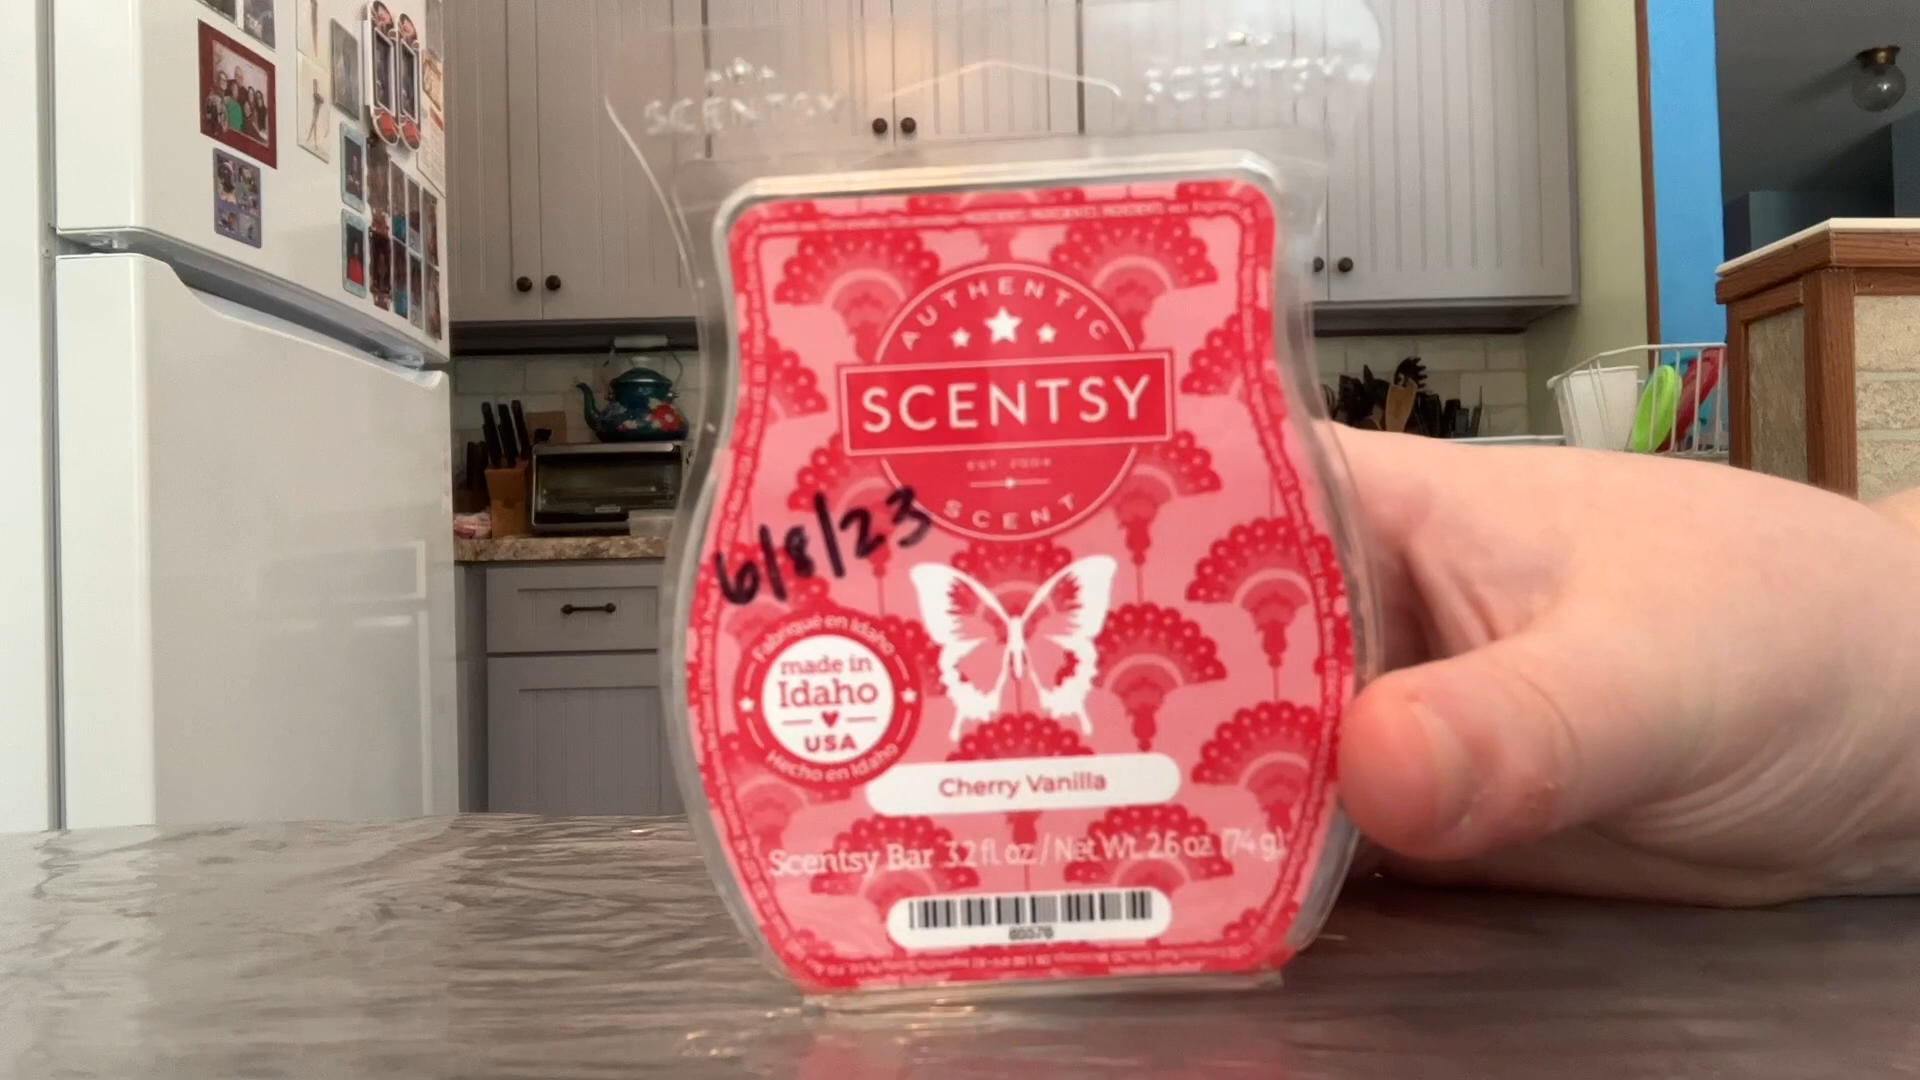 SCENTSY SCENTSY
AUTHENTIC
SCENTSY
EST. 2004
SCENT
6/8/23
Fabriqué en Idaho
made in
Idaho
USA
Hecho en Idaho
Cherry Vanilla
Scentsy Bar 3.2 fl. oz. / Net Wt. 2.6 oz (74 g)